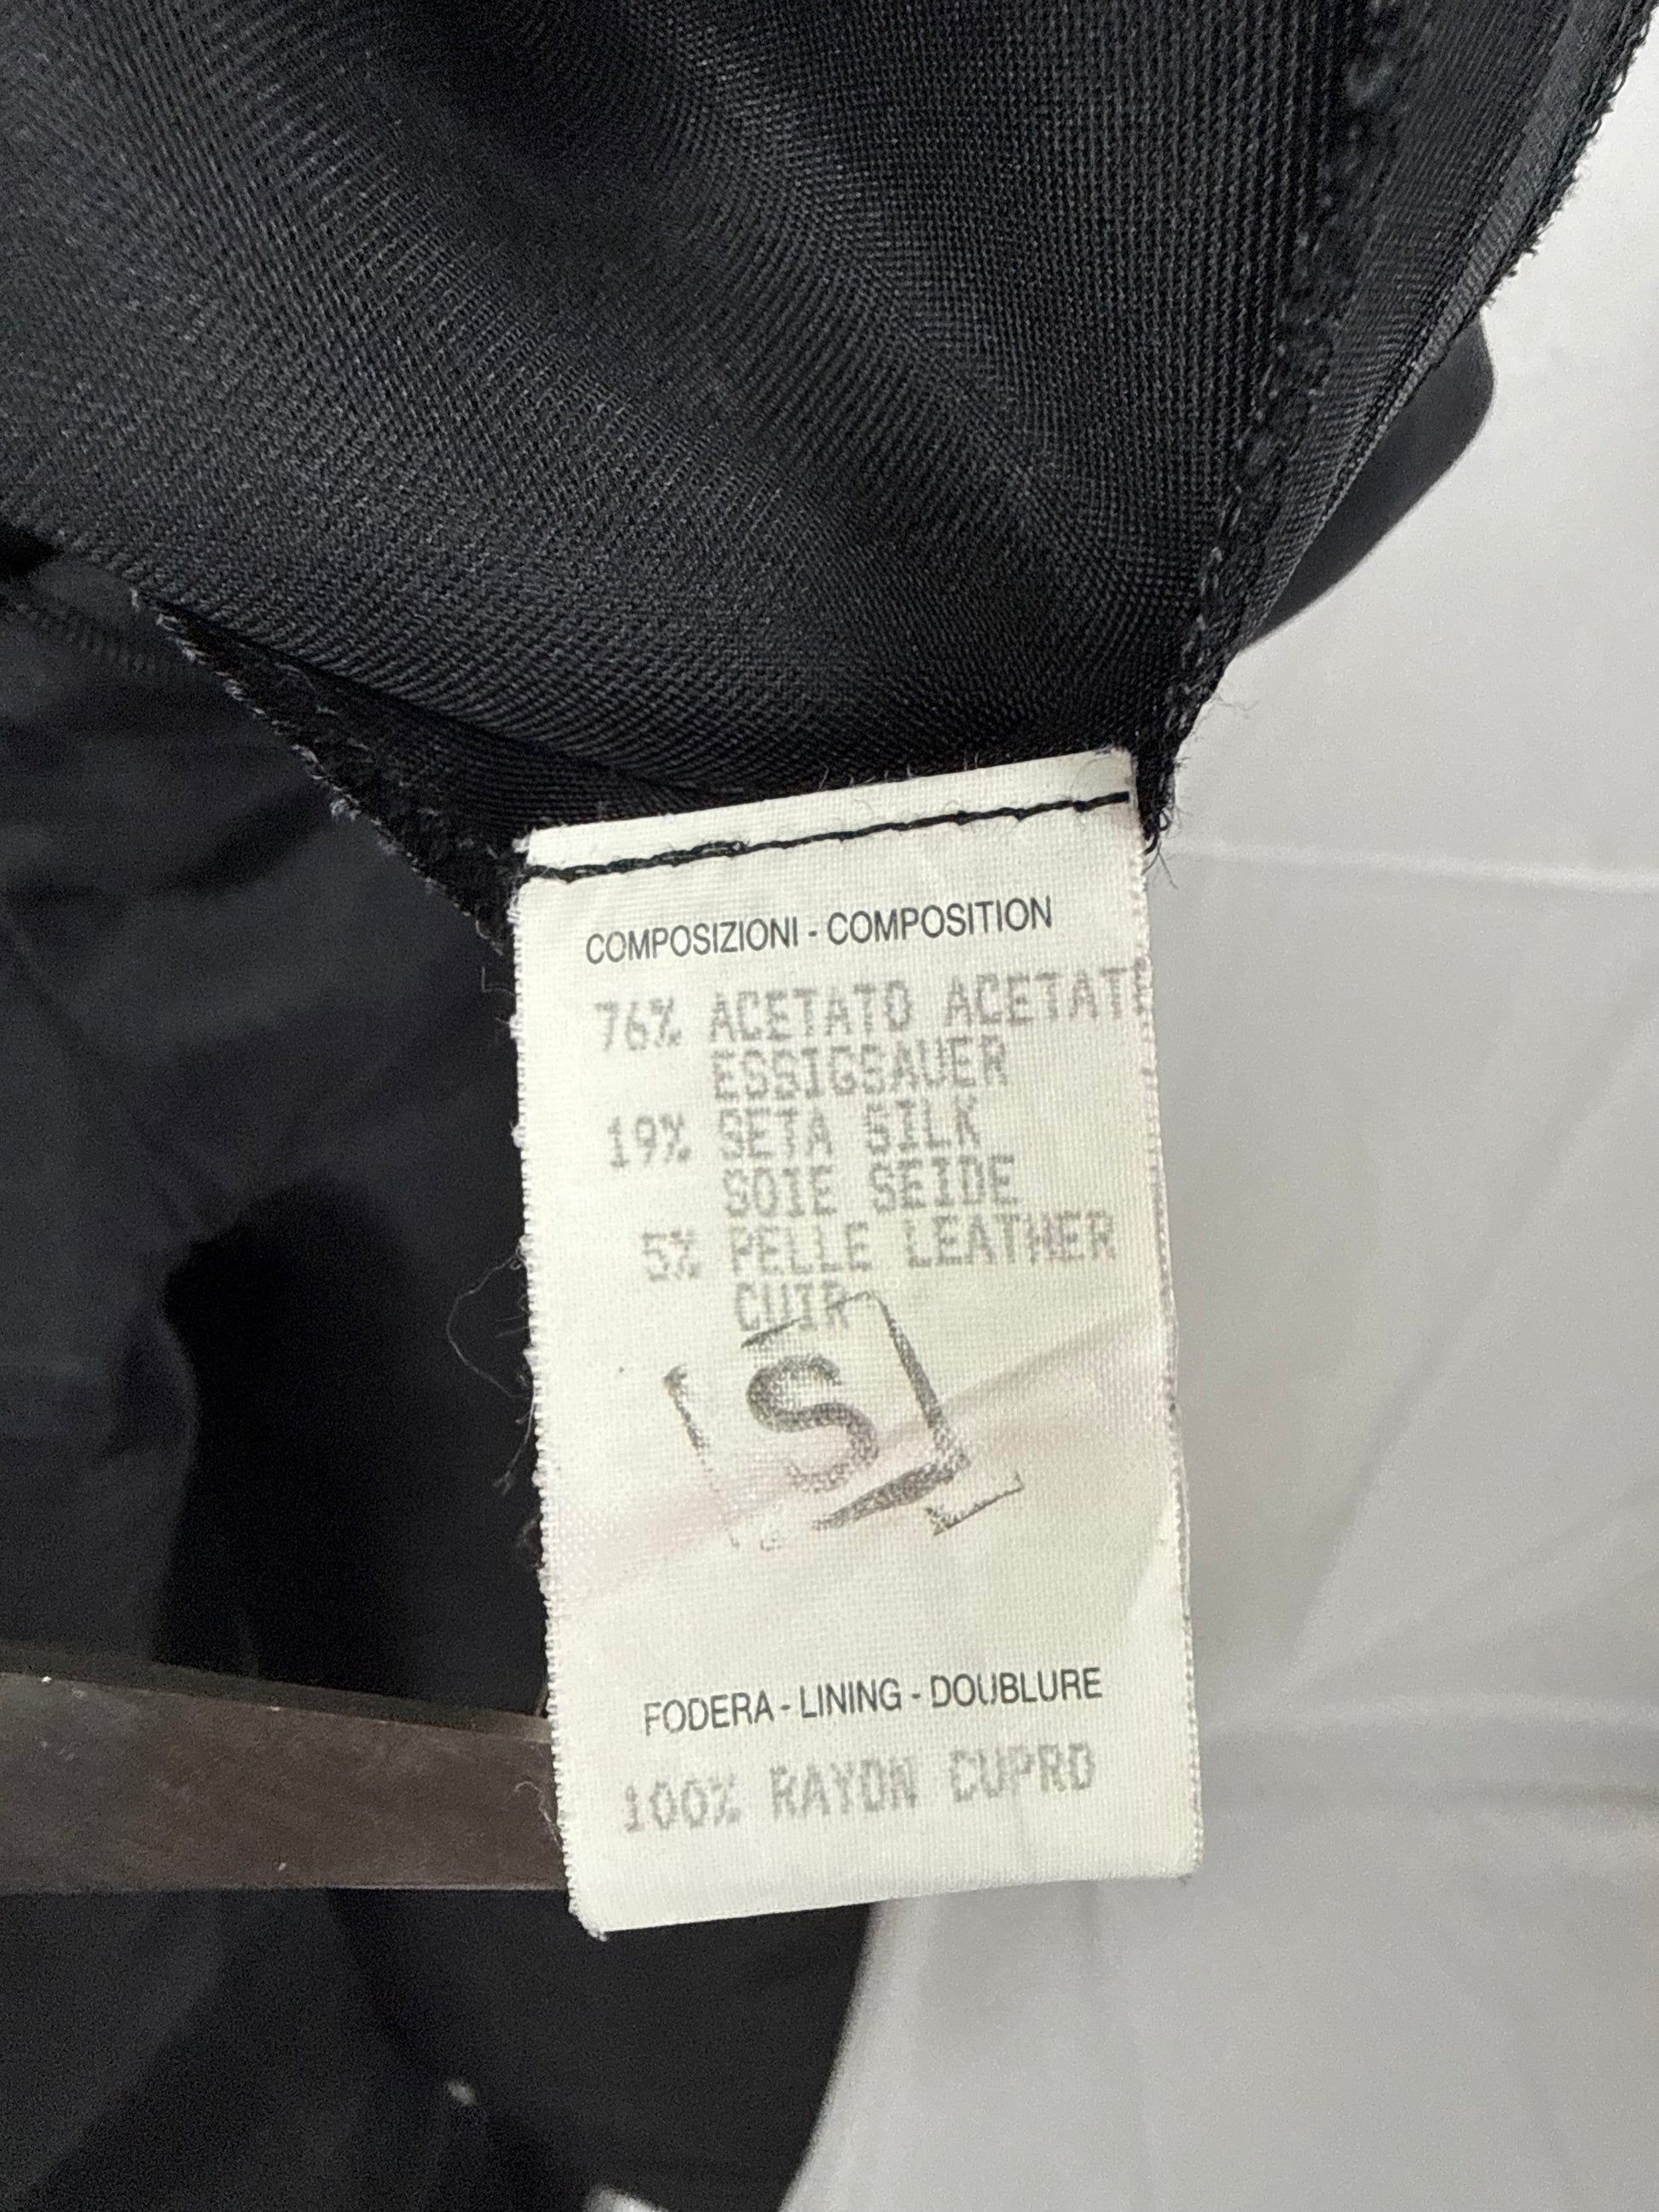 COMPOSIZIONI - COMPOSITION
76% ACETATO ACETATE
ESSIGSAUER
19% SETA SILK
SOIE SEIDE
5% PELLE LEATHER
CUIR
S
FODERA - LINING - DOUBLURE
100% RAYON CUPRO